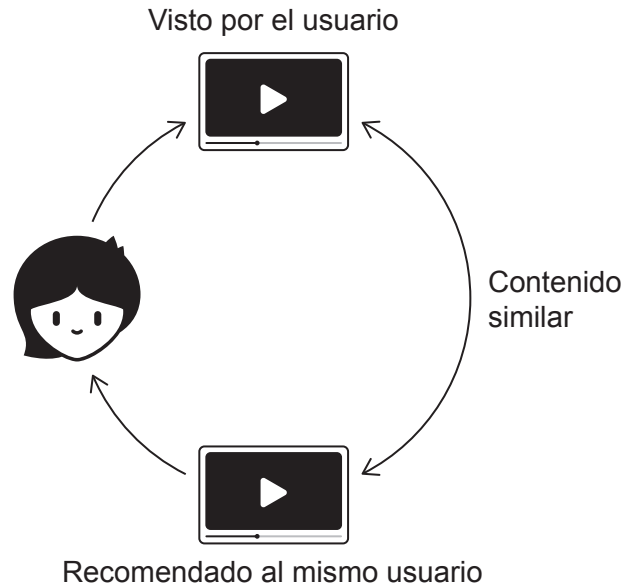 Visto por el usuario
Contenido
similar
Recomendado al mismo usuario